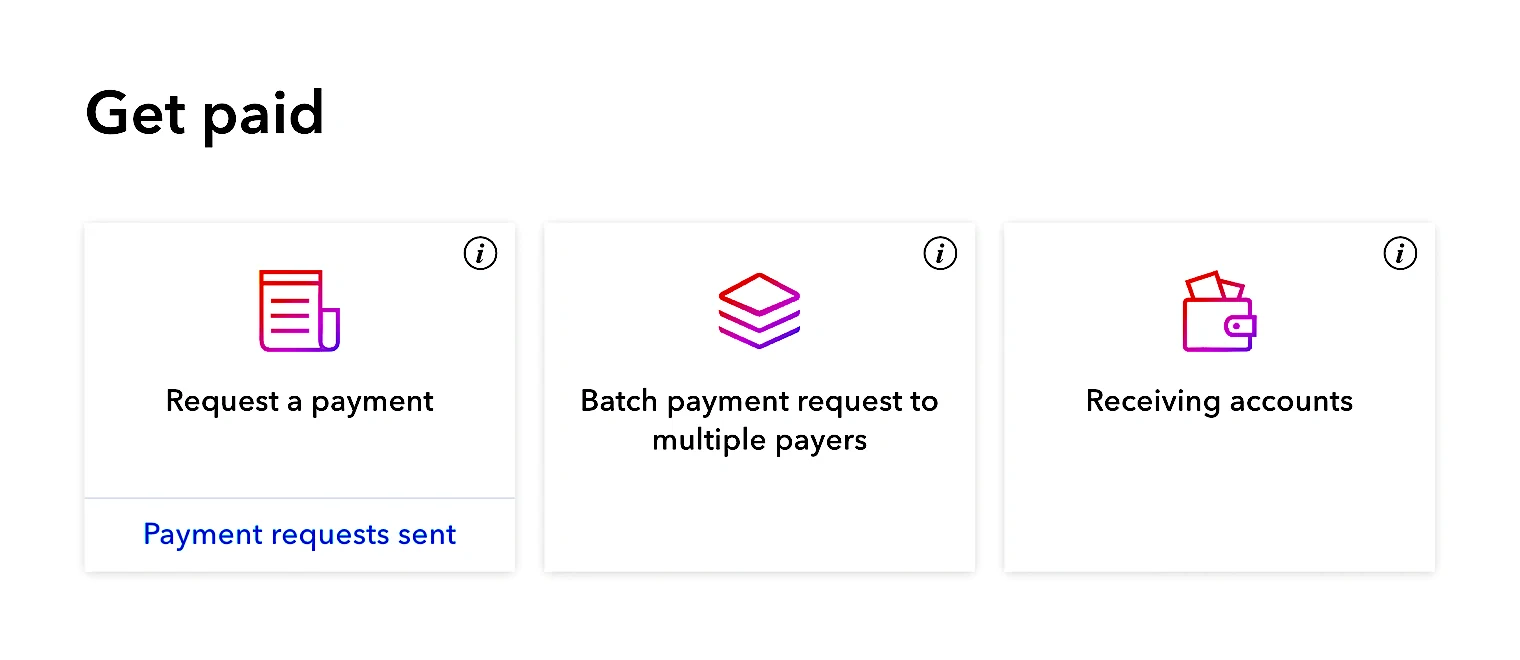 Get paid
i
Request a payment
Payment requests sent
i
Batch payment request to
multiple payers
i
Receiving accounts